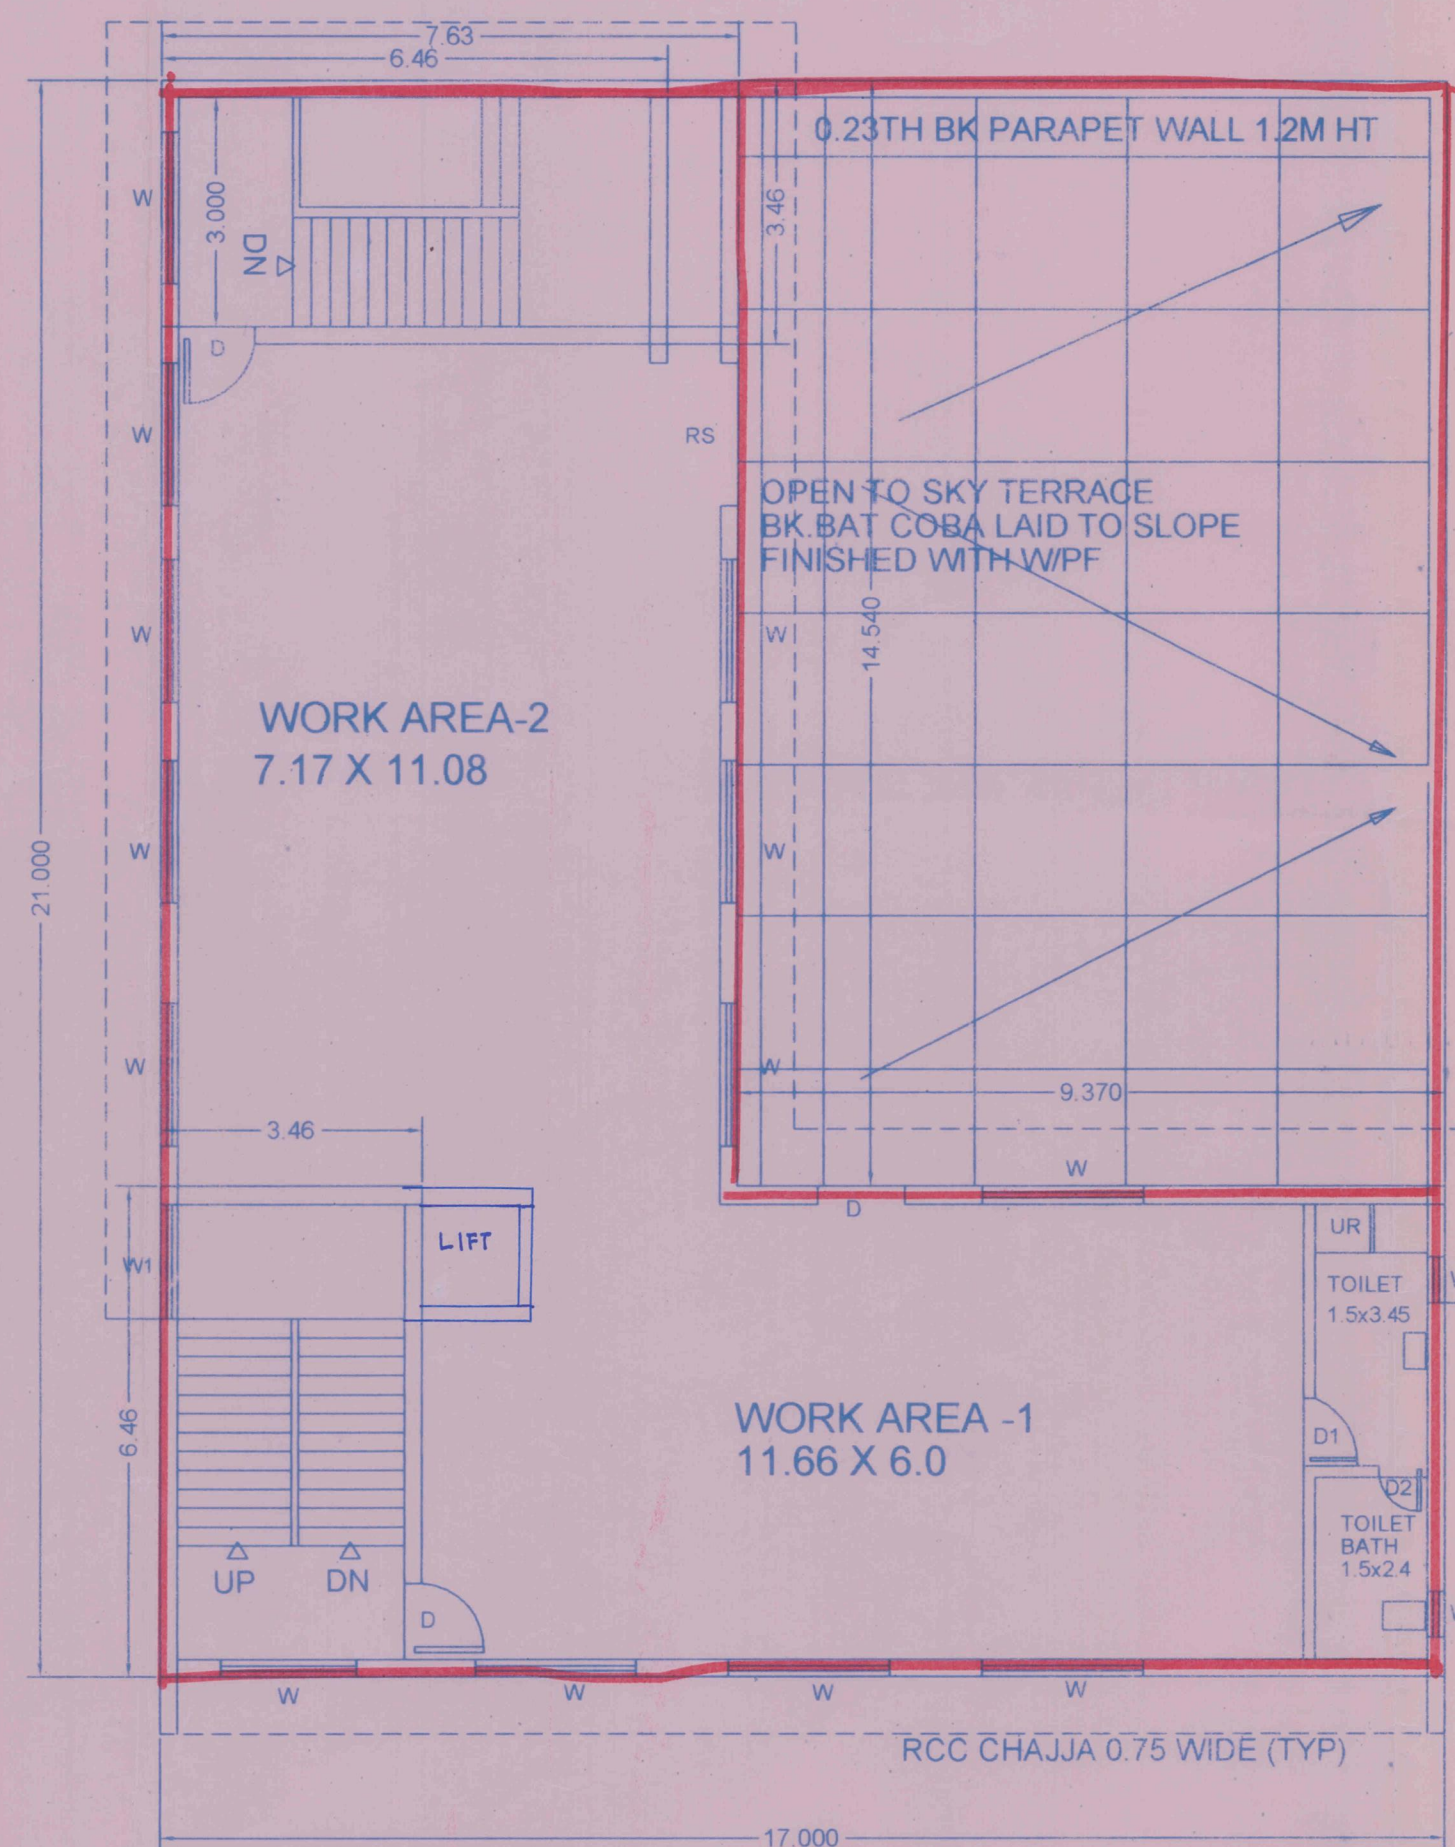 7.63
6.46
0.23TH BK PARAPET WALL 1.2M HT
W
3.000
DN
3.46
D
W
RS
OPEN TO SKY TERRACE
BK.BAT COBA LAID TO SLOPE
FINISHED WITH W/PF
W
W
14.540
WORK AREA-2
7.17 X 11.08
21.000
W
W
W
W
9.370
3.46
W
D
W1
LIFT
UR
TOILET
1.5x3.45
6.46
WORK AREA -1
11.66 X 6.0
D1
D2
TOILET
BATH
1.5x2.4
UP
DN
D
W
W
W
W
RCC CHAJJA 0.75 WIDE (TYP)
17.000